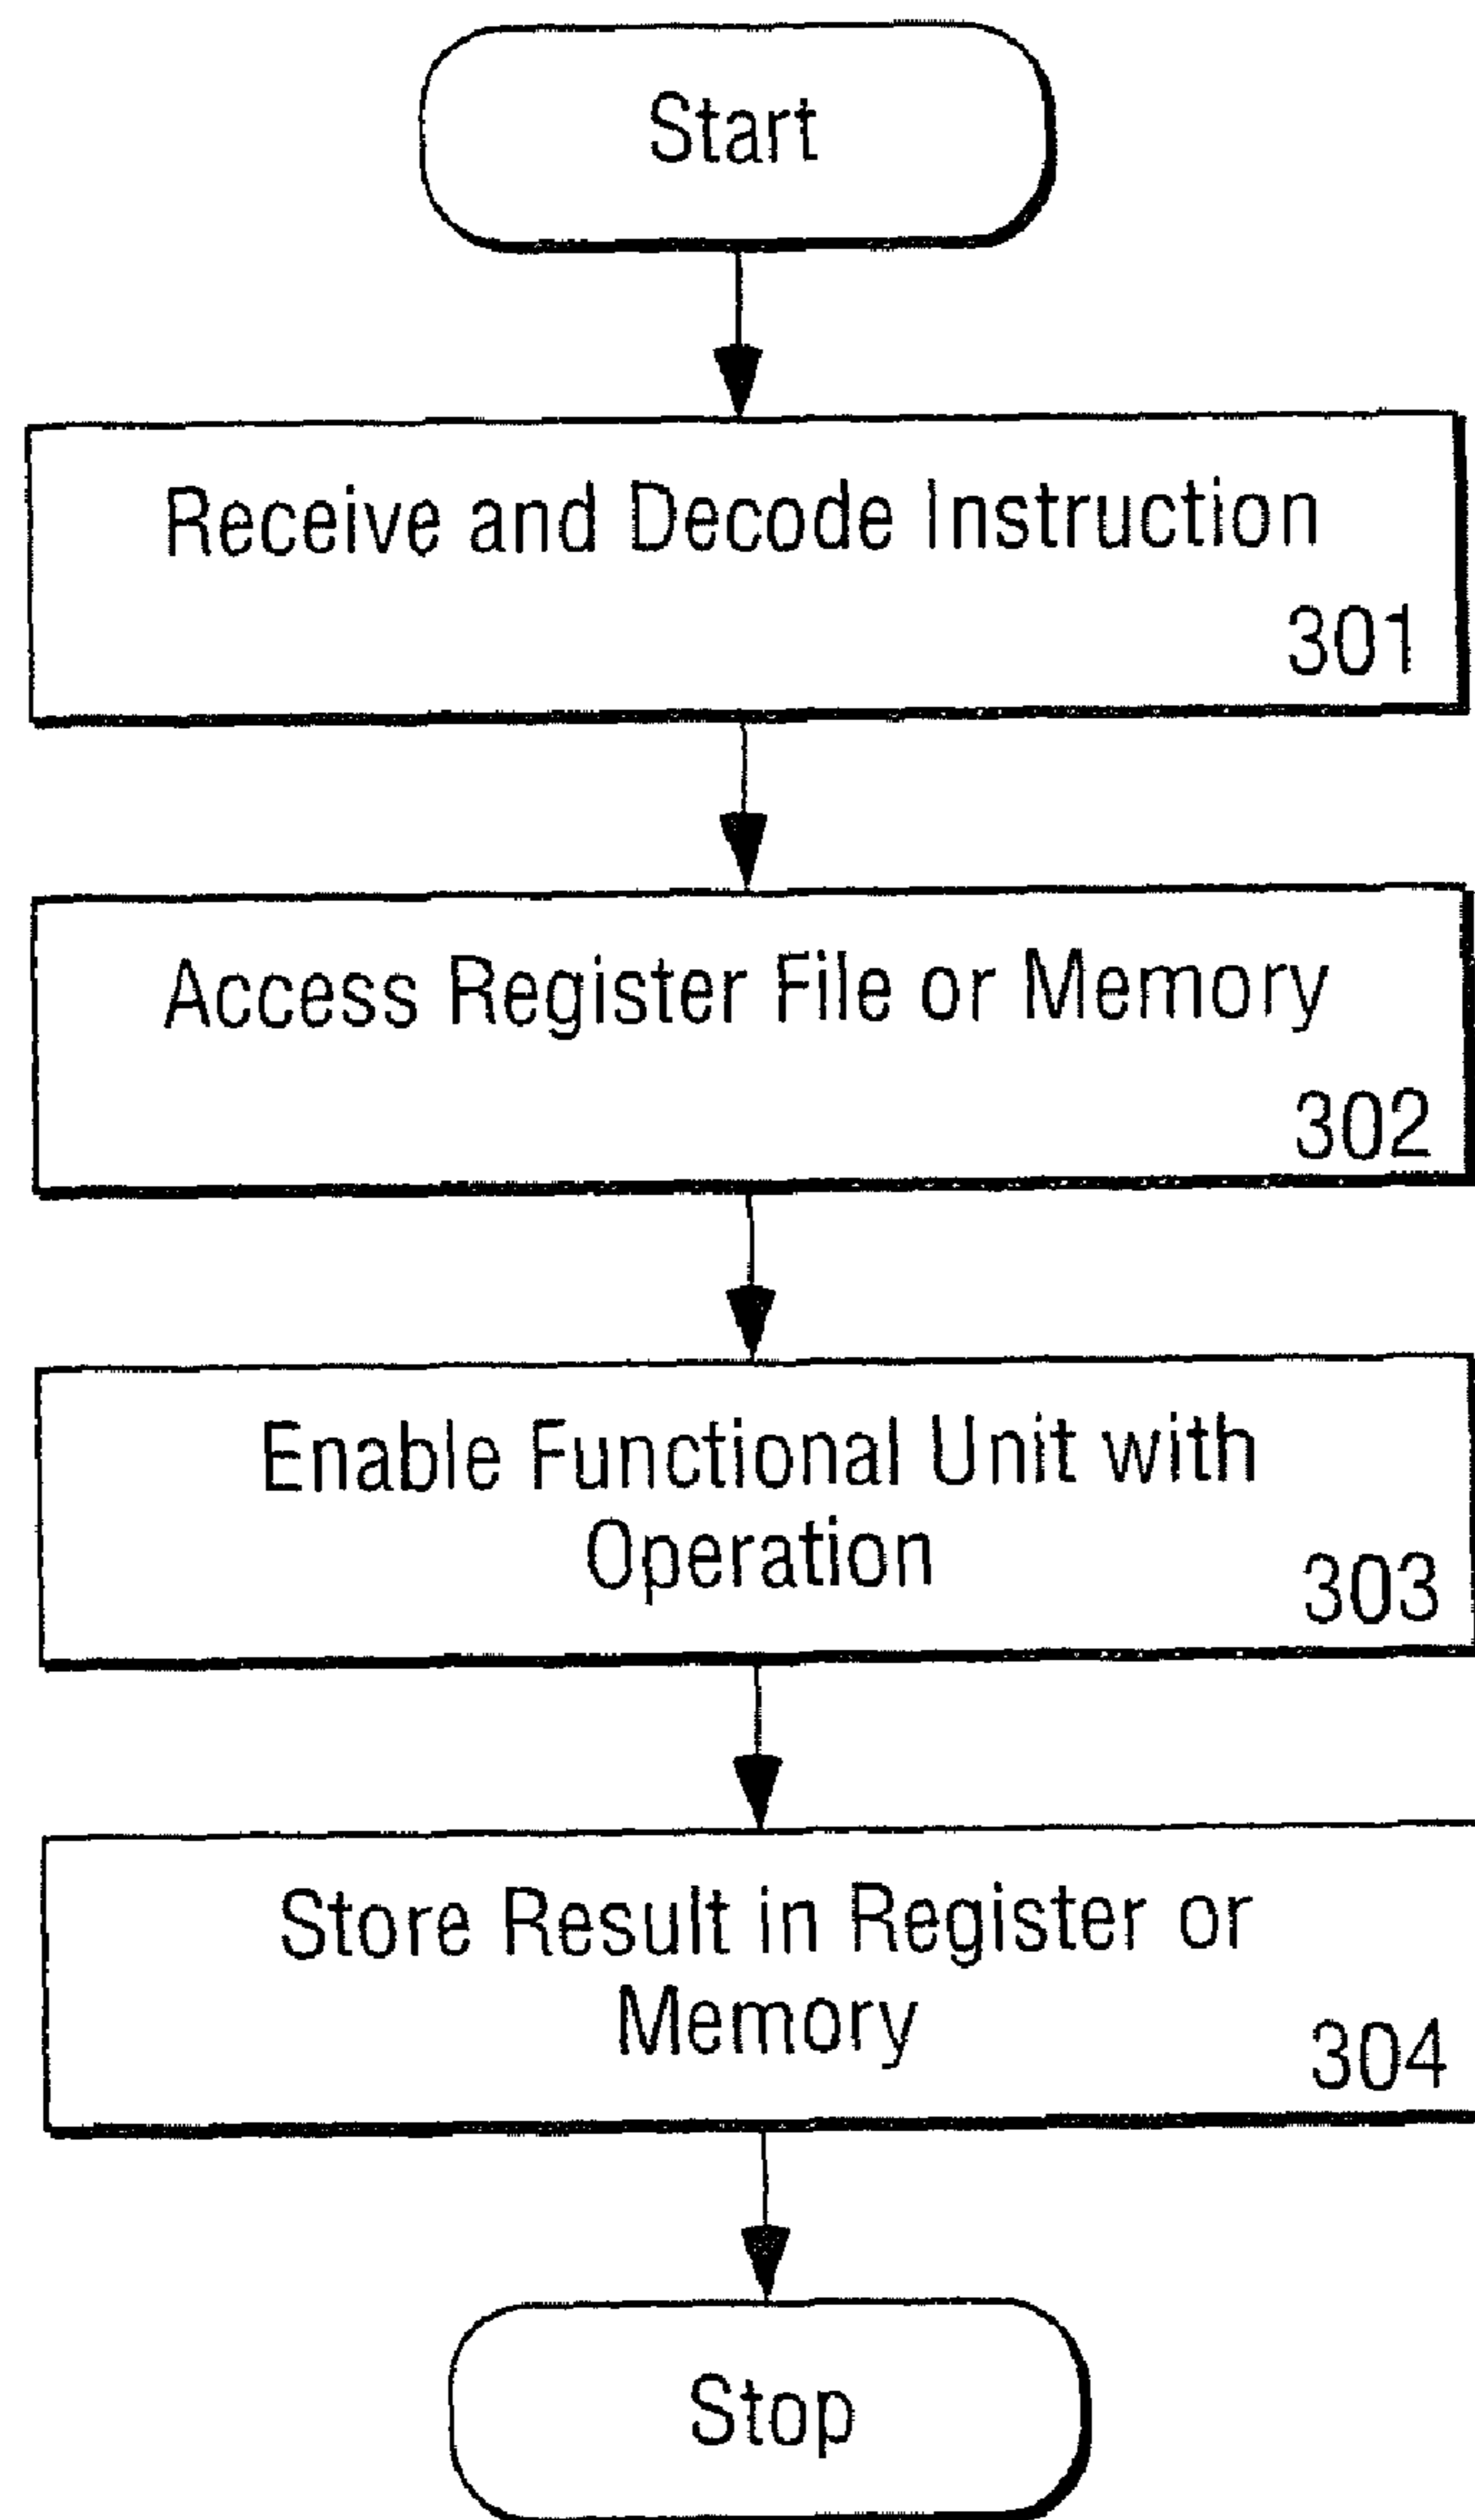 Start
Receive and Decode Instruction
301
Access Register File or Memory
302
Enable Functional Unit with
Operation
303
Store Result in Register or
Memory
304
Stop